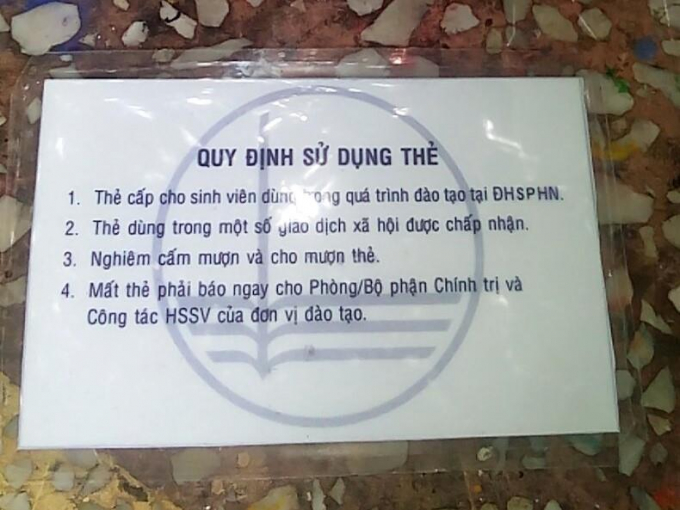 QUY ĐỊNH SỬ DỤNG THẺ
1. Thẻ cấp cho sinh viên dùng trong quá trình đào tạo tại ĐHSPHN.
2. Thẻ dùng trong một số giao dịch xã hội được chấp nhận.
3. Nghiêm cấm mượn và cho mượn thẻ.
4. Mất thẻ phải báo ngay cho Phòng/Bộ phận Chính trị và
Công tác HSSV của đơn vị đào tạo.